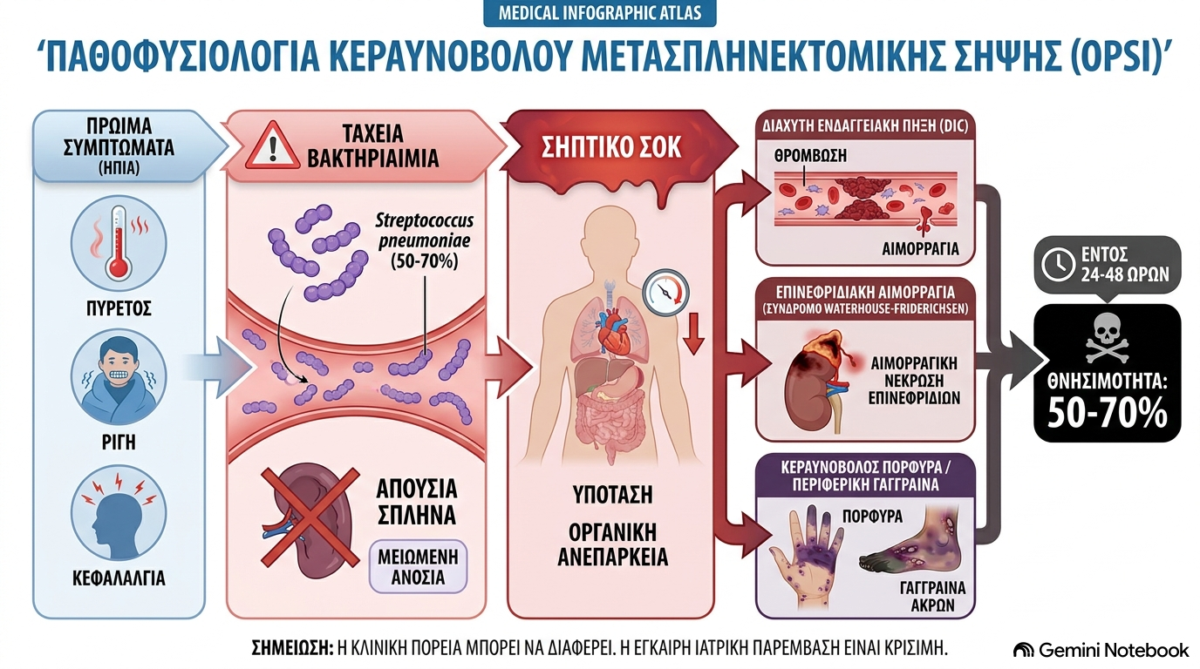 MEDICAL INFOGRAPHIC ATLAS
‘ΠΑΘΟΦΥΣΙΟΛΟΓΙΑ ΚΕΡΑΥΝΟΒΟΛΟΥ ΜΕΤΑΣΠΛΗΝΕΚΤΟΜΙΚΗΣ ΣΗΨΗΣ (OPSI)’
ΠΡΩΙΜΑ
ΣΥΜΠΤΩΜΑΤΑ
(ΗΠΙΑ)
ΠΥΡΕΤΟΣ
ΡΙΓΗ
ΚΕΦΑΛΑΛΓΙΑ
ΤΑΧΕΙΑ
ΒΑΚΤΗΡΙΑΙΜΙΑ
Streptococcus
pneumoniae
(50-70%)
ΑΠΟΥΣΙΑ
ΣΠΛΗΝΑ
ΜΕΙΩΜΕΝΗ
ΑΝΟΣΙΑ
ΣΗΠΤΙΚΟ ΣΟΚ
ΥΠΟΤΑΣΗ
ΟΡΓΑΝΙΚΗ
ΑΝΕΠΑΡΚΕΙΑ
ΔΙΑΧΥΤΗ ΕΝΔΑΓΓΕΙΑΚΗ ΠΗΞΗ (DIC)
ΘΡΟΜΒΩΣΗ
ΑΙΜΟΡΡΑΓΙΑ
ΕΠΙΝΕΦΡΙΔΙΑΚΗ ΑΙΜΟΡΡΑΓΙΑ
(ΣΥΝΔΡΟΜΟ WATERHOUSE-FRIDERICHSEN)
ΑΙΜΟΡΡΑΓΙΚΗ
ΝΕΚΡΩΣΗ
ΕΠΙΝΕΦΡΙΔΙΩΝ
ΚΕΡΑΥΝΟΒΟΛΟΣ ΠΟΡΦΥΡΑ /
ΠΕΡΙΦΕΡΙΚΗ ΓΑΓΓΡΑΙΝΑ
ΠΟΡΦΥΡΑ
ΓΑΓΓΡΑΙΝΑ
ΑΚΡΩΝ
ΕΝΤΟΣ
24-48 ΩΡΩΝ
ΘΝΗΣΙΜΟΤΗΤΑ:
50-70%
ΣΗΜΕΙΩΣΗ: Η ΚΛΙΝΙΚΗ ΠΟΡΕΙΑ ΜΠΟΡΕΙ ΝΑ ΔΙΑΦΕΡΕΙ. Η ΕΓΚΑΙΡΗ ΙΑΤΡΙΚΗ ΠΑΡΕΜΒΑΣΗ ΕΙΝΑΙ ΚΡΙΣΙΜΗ.
Gemini Notebook